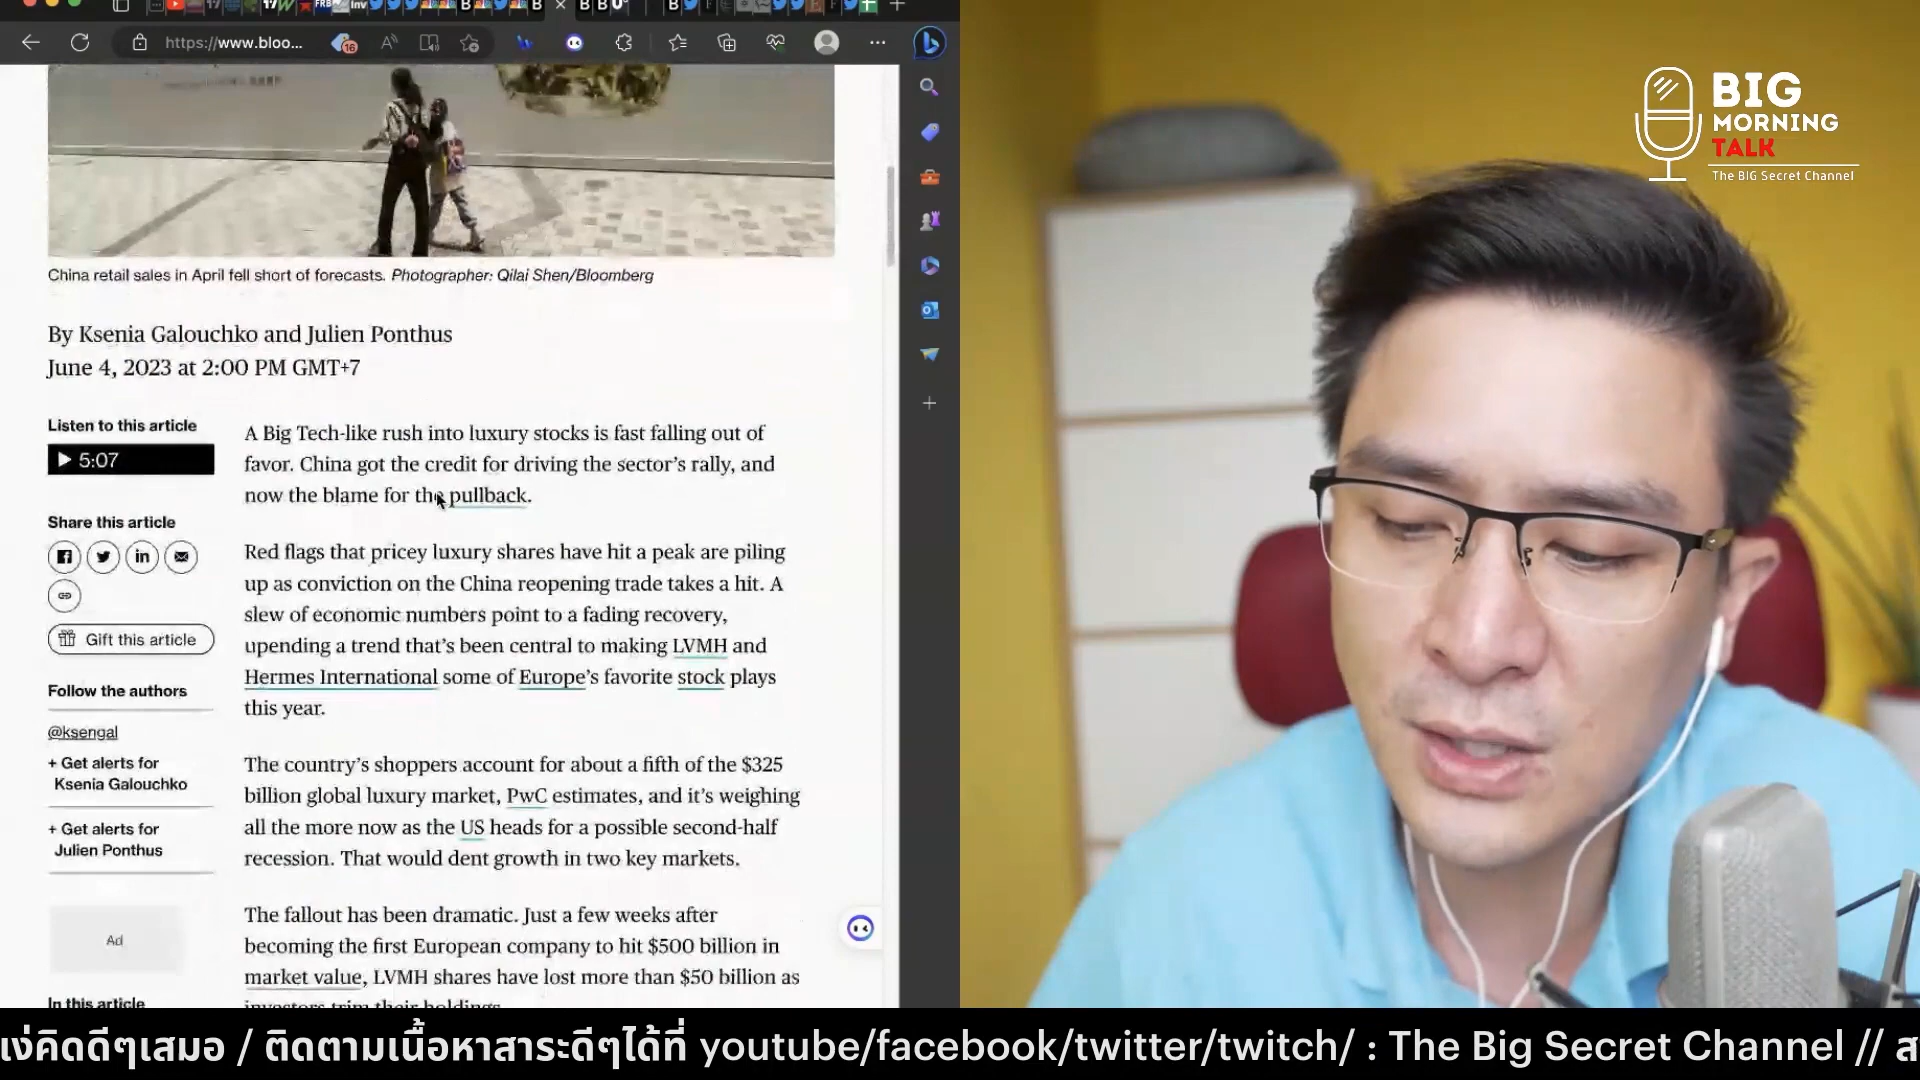 https://www.bloo...
16
BIG
MORNING
TALK
The BIG Secret Channel
China retail sales in April fell short of forecasts. Photographer: Qilai Shen/Bloomberg
By Ksenia Galouchko and Julien Ponthus
June 4, 2023 at 2:00 PM GMT+7
Listen to this article
5:07
Share this article
Gift this article
Follow the authors
@ksengal
+ Get alerts for
Ksenia Galouchko
+ Get alerts for
Julien Ponthus
Ad
In this article
A Big Tech-like rush into luxury stocks is fast falling out of
favor. China got the credit for driving the sector's rally, and
now the blame for the pullback.
Red flags that pricey luxury shares have hit a peak are piling
up as conviction on the China reopening trade takes a hit. A
slew of economic numbers point to a fading recovery,
upending a trend that's been central to making LVMH and
Hermes International some of Europe's favorite stock plays
this year.
The country's shoppers account for about a fifth of the $325
billion global luxury market, PwC estimates, and it's weighing
all the more now as the US heads for a possible second-half
recession. That would dent growth in two key markets.
The fallout has been dramatic. Just a few weeks after
becoming the first European company to hit $500 billion in
market value, LVMH shares have lost more than $50 billion as
investors trim their holdings.
แง่คิดดีๆเสมอ / ติดตามเนื้อหาสาระดีๆได้ที่ youtube/facebook/twitter/twitch/ : The Big Secret Channel // ส